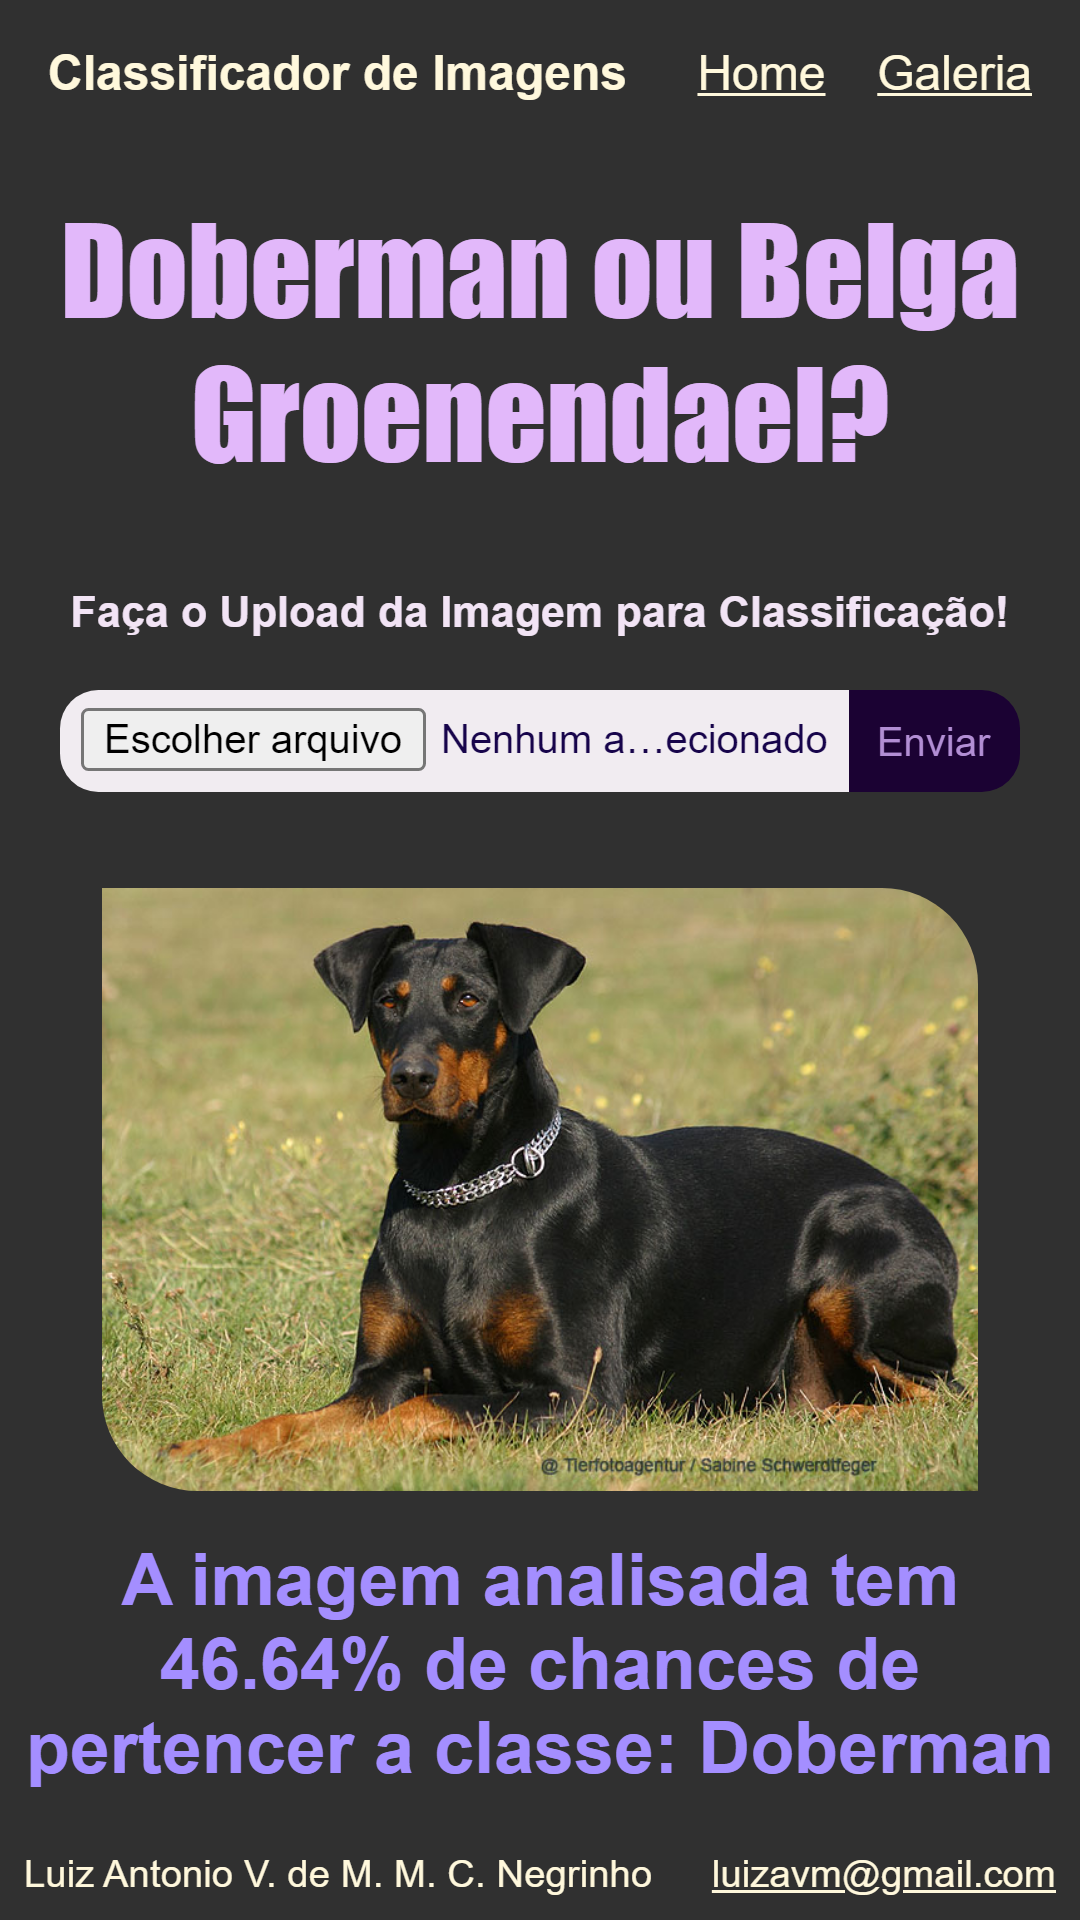 Classificador de Imagens Home Galeria
Doberman ou Belga
Groenendael?
Faça o Upload da Imagem para Classificação!
Escolher arquivo Nenhum a…ecionado Enviar
@ Tierfotoagentur / Sabine Schwerdtfeger
A imagem analisada tem
46.64% de chances de
pertencer a classe: Doberman
Luiz Antonio V. de M. M. C. Negrinho luizavm@gmail.com